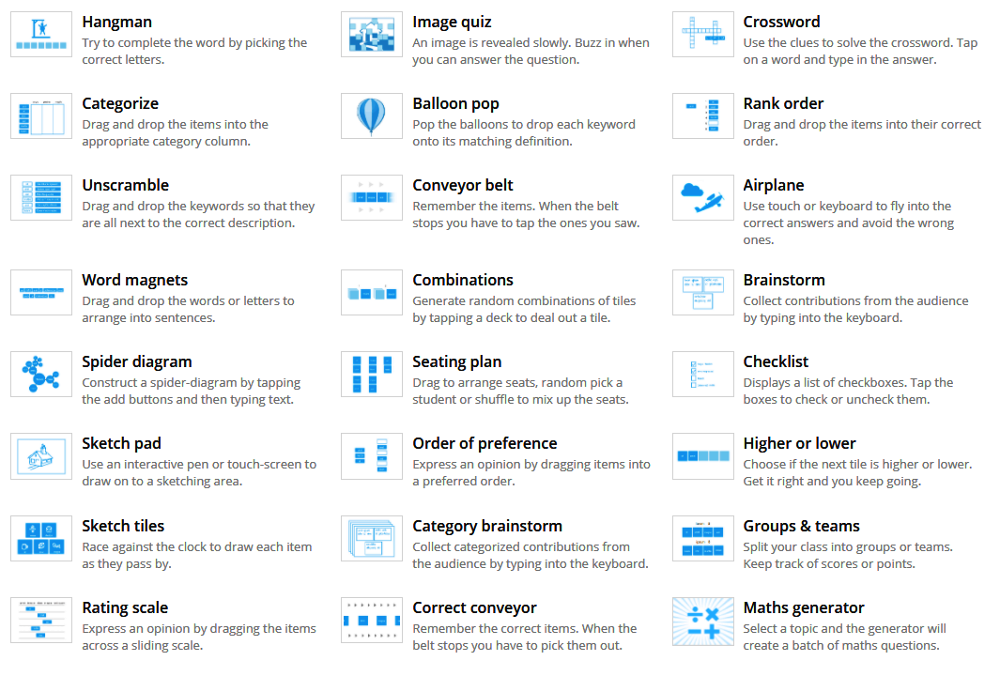 Hangman
Try to complete the word by picking the
correct letters.
Image quiz
An image is revealed slowly. Buzz in when
you can answer the question.
Crossword
Use the clues to solve the crossword. Tap
on a word and type in the answer.
Categorize
Drag and drop the items into the
appropriate category column.
Balloon pop
Pop the balloons to drop each keyword
onto its matching definition.
Rank order
Drag and drop the items into their correct
order.
Unscramble
Drag and drop the keywords so that they
are all next to the correct description.
Conveyor belt
Remember the items. When the belt
stops you have to tap the ones you saw.
Airplane
Use touch or keyboard to fly into the
correct answers and avoid the wrong
ones.
Word magnets
Drag and drop the words or letters to
arrange into sentences.
Combinations
Generate random combinations of tiles
by tapping a deck to deal out a tile.
Brainstorm
Collect contributions from the audience
by typing into the keyboard.
Spider diagram
Construct a spider-diagram by tapping
the add buttons and then typing text.
Seating plan
Drag to arrange seats, random pick a
student or shuffle to mix up the seats.
Checklist
Displays a list of checkboxes. Tap the
boxes to check or uncheck them.
Sketch pad
Use an interactive pen or touch-screen to
draw on to a sketching area.
Order of preference
Express an opinion by dragging items into
a preferred order.
Higher or lower
Choose if the next tile is higher or lower.
Get it right and you keep going.
Sketch tiles
Race against the clock to draw each item
as they pass by.
Category brainstorm
Collect categorized contributions from
the audience by typing into the keyboard.
Groups & teams
Split your class into groups or teams.
Keep track of scores or points.
Rating scale
Express an opinion by dragging the items
across a sliding scale.
Correct conveyor
Remember the correct items. When the
belt stops you have to pick them out.
Maths generator
Select a topic and the generator will
create a batch of maths questions.